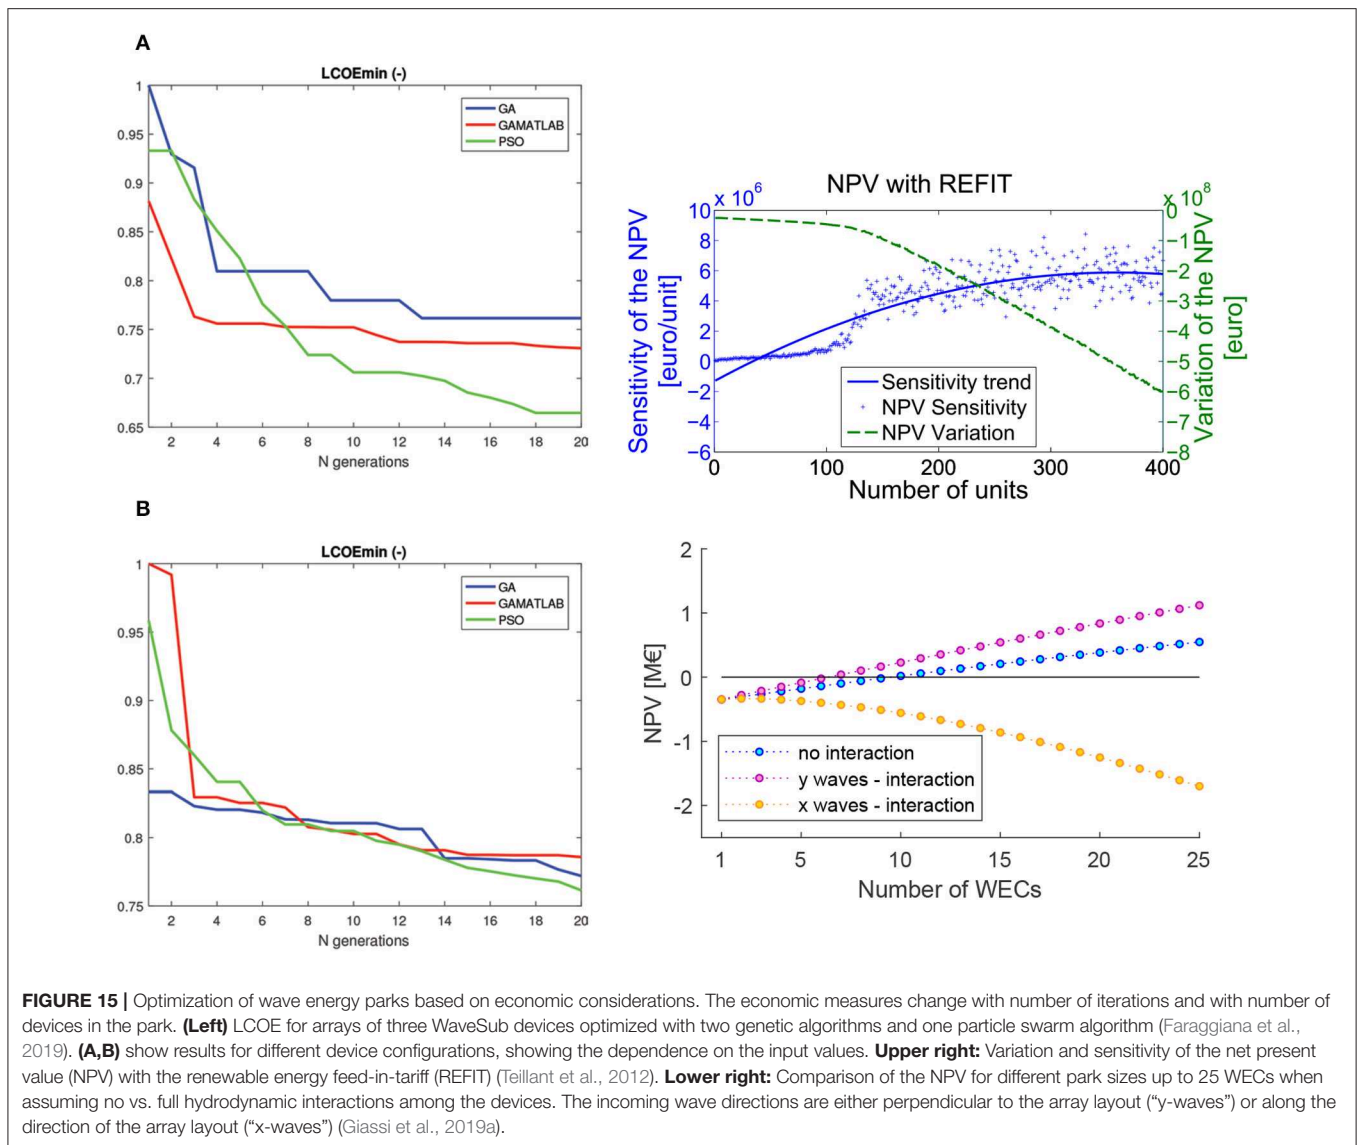 A
LCOEmin (-)
1
0.95
0.9
0.85
0.8
0.75
0.7
0.65
2 4 6 8 10 12 14 16 18 20
N generations
GA
GAMATLAB
PSO
NPV with REFIT
x 10^6
x 10^8
Sensitivity of the NPV
[euro/unit]
10
8
6
4
2
0
−2
−4
−6
0 100 200 300 400
Number of units
Sensitivity trend
NPV Sensitivity
NPV Variation
0
−1
−2
−3
−4
−5
−6
−7
−8
Variation of the NPV
[euro]
B
LCOEmin (-)
1
0.95
0.9
0.85
0.8
0.75
2 4 6 8 10 12 14 16 18 20
N generations
GA
GAMATLAB
PSO
NPV [M€]
2
1
0
-1
-2
1 5 10 15 20 25
Number of WECs
no interaction
y waves - interaction
x waves - interaction
FIGURE 15 | Optimization of wave energy parks based on economic considerations. The economic measures change with number of iterations and with number of
devices in the park. (Left) LCOE for arrays of three WaveSub devices optimized with two genetic algorithms and one particle swarm algorithm (Faraggiana et al.,
2019). (A,B) show results for different device configurations, showing the dependence on the input values. Upper right: Variation and sensitivity of the net present
value (NPV) with the renewable energy feed-in-tariff (REFIT) (Teillant et al., 2012). Lower right: Comparison of the NPV for different park sizes up to 25 WECs when
assuming no vs. full hydrodynamic interactions among the devices. The incoming wave directions are either perpendicular to the array layout (“y-waves”) or along the
direction of the array layout (“x-waves”) (Giassi et al., 2019a).